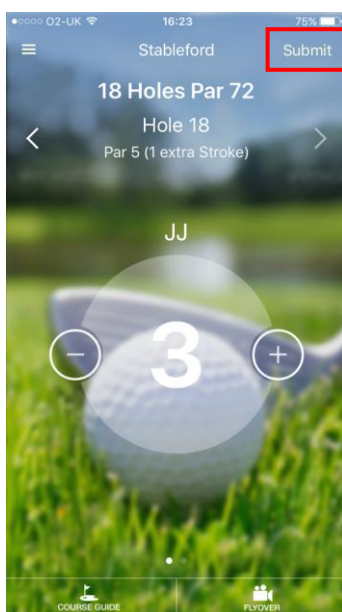 O2-UK 16:23 75%
Stableford Submit
18 Holes Par 72
Hole 18
Par 5 (1 extra Stroke)
JJ
3
COURSE GUIDE FLYOVER